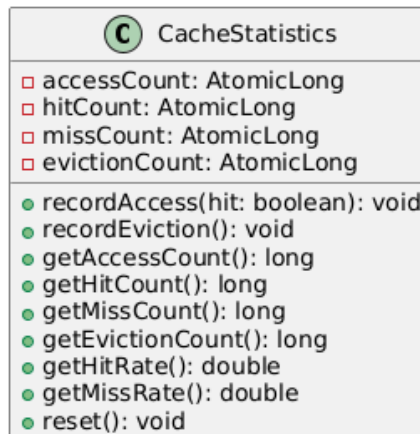 C CacheStatistics
accessCount: AtomicLong
hitCount: AtomicLong
missCount: AtomicLong
evictionCount: AtomicLong
recordAccess(hit: boolean): void
recordEviction(): void
getAccessCount(): long
getHitCount(): long
getMissCount(): long
getEvictionCount(): long
getHitRate(): double
getMissRate(): double
reset(): void